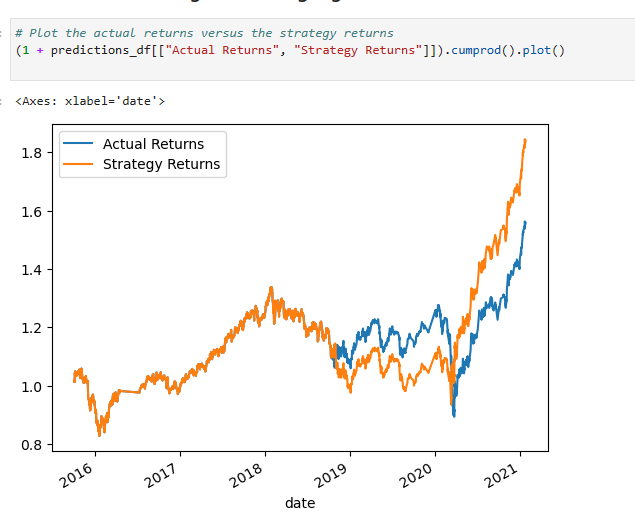 # Plot the actual returns versus the strategy returns
(1 + predictions_df[["Actual Returns", "Strategy Returns"]]).cumprod().plot()
<Axes: xlabel='date'>
Actual Returns
Strategy Returns
1.8
1.6
1.4
1.2
1.0
0.8
2016
2017
2018
2019
2020
2021
date